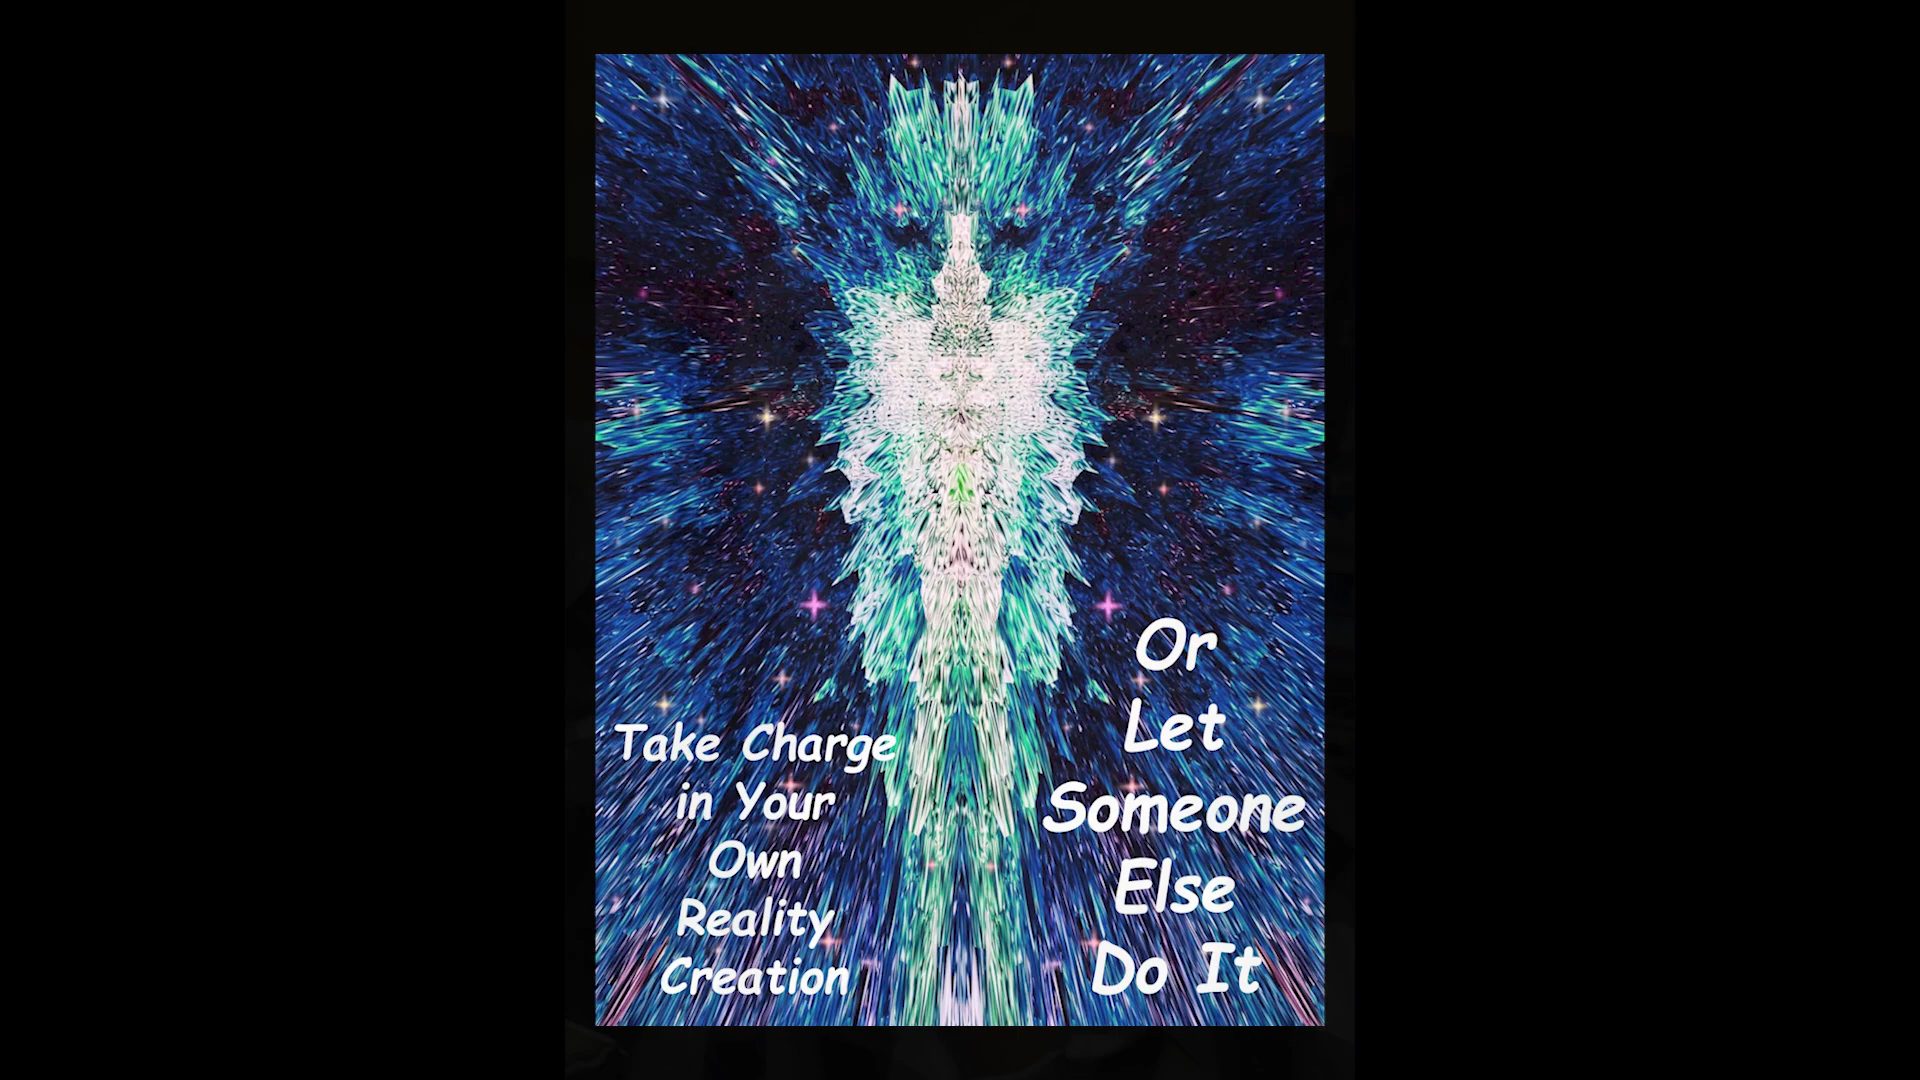 Take Charge
in Your
Own
Reality
Creation
Or
Let
Someone
Else
Do It